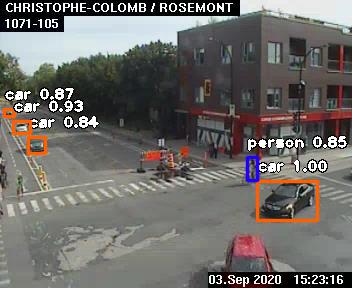 CHRISTOPHE-COLOMB / ROSEMONT
1071-105
car 0.87
car 0.93
car 0.84
person 0.85
car 1.00
03.Sep 2020 15:23:16